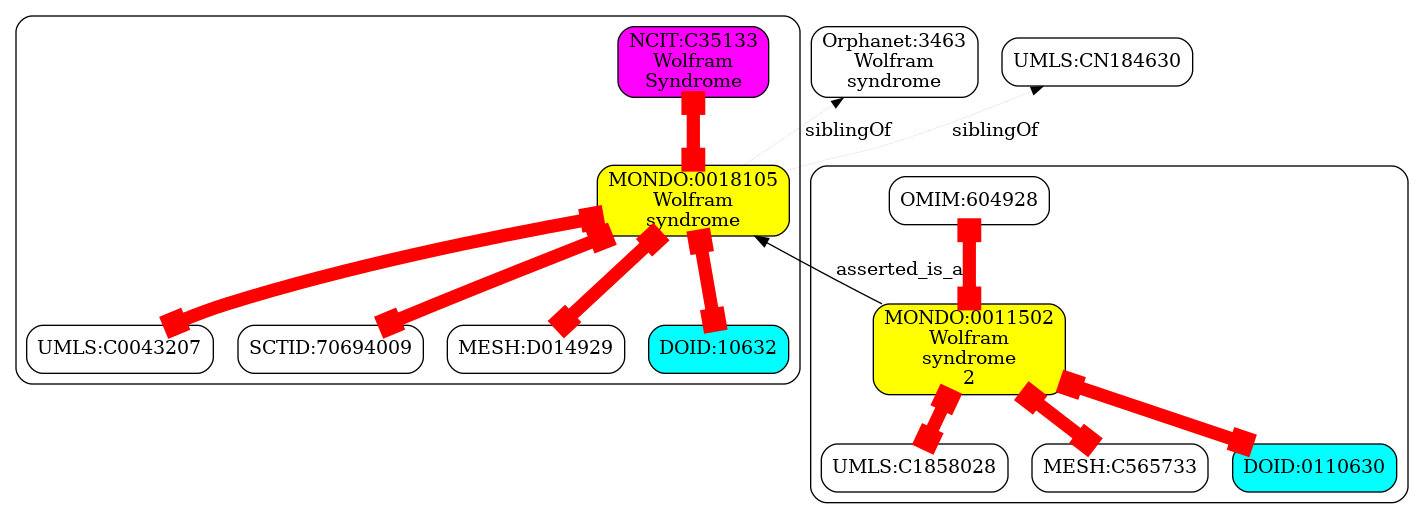 NCIT:C35133
Wolfram
Syndrome
Orphanet:3463
Wolfram
syndrome
UMLS:CN184630
siblingOf
siblingOf
MONDO:0018105
Wolfram
syndrome
OMIM:604928
asserted_is_a
MONDO:0011502
Wolfram
syndrome
2
UMLS:C0043207
SCTID:70694009
MESH:D014929
DOID:10632
UMLS:C1858028
MESH:C565733
DOID:0110630